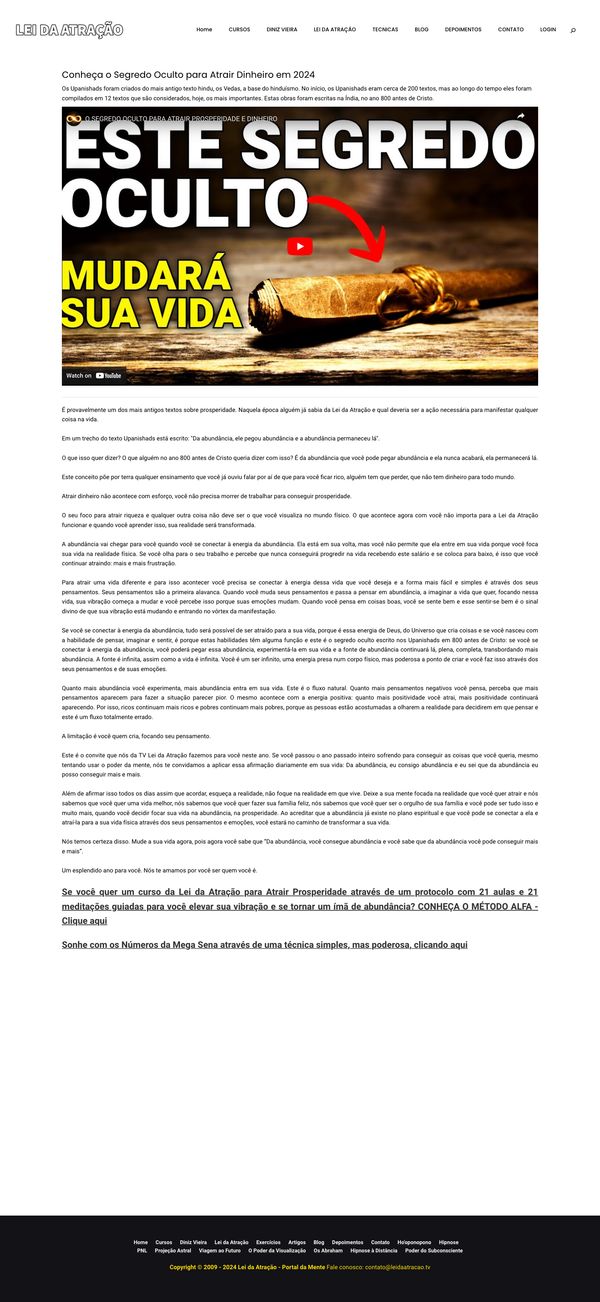 LEI DA ATRAÇÃO
Home CURSOS DINIZ VIEIRA LEI DA ATRAÇÃO TECNICAS BLOG DEPOIMENTOS CONTATO LOGIN
Conheça o Segredo Oculto para Atrair Dinheiro em 2024
Os Upanishads foram criados do mais antigo texto hindu, os Vedas, a base do hinduísmo. No início, os Upanishads eram cerca de 200 textos, mas ao longo do tempo eles foram
compilados em 12 textos que são considerados, hoje, os mais importantes. Estas obras foram escritas na Índia, no ano 800 antes de Cristo.
O SEGREDO OCULTO PARA ATRAIR PROSPERIDADE E DINHEIRO
ESTE SEGREDO
OCULTO
MUDARÁ
SUA VIDA
Watch on YouTube
É provavelmente um dos mais antigos textos sobre prosperidade. Naquela época alguém já sabia da Lei da Atração e qual deveria ser a ação necessária para manifestar qualquer
coisa na vida.
Em um trecho do texto Upanishads está escrito: "Da abundância, ele pegou abundância e a abundância permaneceu lá".
O que isso quer dizer? O que alguém no ano 800 antes de Cristo queria dizer com isso? É da abundância que você pode pegar abundância e ela nunca acabará, ela permanecerá lá.
Este conceito põe por terra qualquer ensinamento que você já ouviu falar por aí de que para você ficar rico, alguém tem que perder, que não tem dinheiro para todo mundo.
Atrair dinheiro não acontece com esforço, você não precisa morrer de trabalhar para conseguir prosperidade.
O seu foco para atrair riqueza e qualquer outra coisa não deve ser o que você visualiza no mundo físico. O que acontece agora com você não importa para a Lei da Atração
funcionar e quando você aprender isso, sua realidade será transformada.
A abundância vai chegar para você quando você se conectar à energia da abundância. Ela está em sua volta, mas você não permite que ela entre em sua vida porque você foca
sua vida na realidade física. Se você olha para o seu trabalho e percebe que nunca conseguirá progredir na vida recebendo este salário e se coloca para baixo, é isso que você
continuar atraindo: mais e mais frustração.
Para atrair uma vida diferente e para isso acontecer você precisa se conectar à energia dessa vida que você deseja e a forma mais fácil e simples é através dos seus
pensamentos. Seus pensamentos são a primeira alavanca. Quando você muda seus pensamentos e passa a pensar em abundância, a imaginar a vida que quer, focando nessa
vida, sua vibração começa a mudar e você percebe isso porque suas emoções mudam. Quando você pensa em coisas boas, você se sente bem e esse sentir-se bem é o sinal
divino de que sua vibração está mudando e entrando no vórtex da manifestação.
Se você se conectar à energia da abundância, tudo será possível de ser atraído para a sua vida, porque é essa energia de Deus, do Universo que cria coisas e se você nasceu com
a habilidade de pensar, imaginar e sentir, é porque estas habilidades têm alguma função e este é o segredo oculto escrito nos Upanishads em 800 anos antes de Cristo: se você se
conectar à energia da abundância, você poderá pegar essa abundância, experimentá-la em sua vida e a fonte de abundância continuará lá, plena, completa, transbordando mais
abundância. A fonte é infinita, assim como a vida é infinita. Você é um ser infinito, uma energia presa num corpo físico, mas poderosa a ponto de criar e você faz isso através dos
seus pensamentos e de suas emoções.
Quanto mais abundância você experimenta, mais abundância entra em sua vida. Este é o fluxo natural. Quanto mais pensamentos negativos você pensa, perceba que mais
pensamentos aparecem para fazer a situação parecer pior. O mesmo acontece com a energia positiva: quanto mais positividade você atrai, mais positividade continuará
aparecendo. Por isso, ricos continuam mais ricos e pobres continuam mais pobres, porque as pessoas estão acostumadas a olharem a realidade para decidirem em que pensar e
este é um fluxo totalmente errado.
A limitação é você quem cria, focando seu pensamento.
Este é o convite que nós da TV Lei da Atração fazemos para você neste ano. Se você passou o ano passado inteiro sofrendo para conseguir as coisas que você queria, mesmo
tentando usar o poder da mente, nós te convidamos a aplicar essa afirmação diariamente em sua vida: Da abundância, eu consigo abundância e eu sei que da abundância eu
posso conseguir mais e mais.
Além de afirmar isso todos os dias assim que acordar, esqueça a realidade, não foque na realidade em que vive. Deixe a sua mente focada na realidade que você quer atrair e nós
sabemos que você quer uma vida melhor, nós sabemos que você quer fazer sua família feliz, nós sabemos que você quer ser o orgulho de sua família e você pode ser tudo isso e
muito mais, quando você decidir focar sua vida na abundância, na prosperidade. Ao acreditar que a abundância já existe no plano espiritual e que você pode se conectar a ela e
atraí-la para a sua vida física através dos seus pensamentos e emoções, você estará no caminho de transformar a sua vida.
Nós temos certeza disso. Mude a sua vida agora, pois agora você sabe que "Da abundância, você consegue abundância e você sabe que da abundância você pode conseguir mais
e mais".
Um esplendido ano para você. Nós te amamos por você ser quem você é.
Se você quer um curso da Lei da Atração para Atrair Prosperidade através de um protocolo com 21 aulas e 21
meditações guiadas para você elevar sua vibração e se tornar um ímã de abundância? CONHEÇA O MÉTODO ALFA -
Clique aqui
Sonhe com os Números da Mega Sena através de uma técnica simples, mas poderosa, clicando aqui
Home Cursos Diniz Vieira Lei da Atração Exercícios Artigos Blog Depoimentos Contato Ho'oponopono Hipnose
PNL Projeção Astral Viagem ao Futuro O Poder da Visualização Os Abraham Hipnose à Distância Poder do Subconsciente
Copyright © 2009 - 2024 Lei da Atração - Portal da Mente Fale conosco: contato@leidaatracao.tv